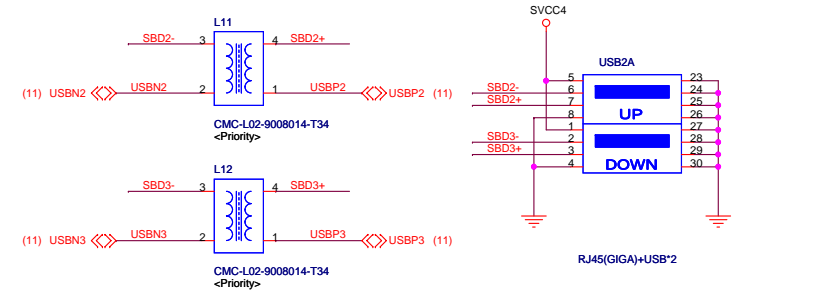 L11
SBD2- 3 4 SBD2+
(11) USBN2 USBN2 2 1 USBP2 USBP2 (11)
CMC-L02-9008014-T34
<Priority>
L12
SBD3- 3 4 SBD3+
(11) USBN3 USBN3 2 1 USBP3 USBP3 (11)
CMC-L02-9008014-T34
<Priority>
SVCC4
USB2A
5 23
SBD2- 6 24
SBD2+ 7 25
8 UP 26
1 27
SBD3- 2 28
SBD3+ 3 29
4 DOWN 30
RJ45(GIGA)+USB*2